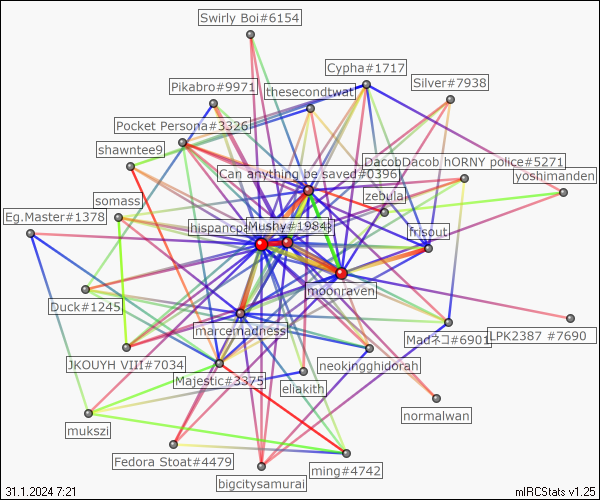 Swirly Boi#6154
Cypha#1717
Silver#7938
Pikabro#9971
thesecondtwat
Pocket Persona#3326
shawntee9
DacobDacob hORNY police#5271
Can anything be saved#0396
yoshimanden
zebulaj
somass
Eg.Master#1378
hispancpa
Mushy#1984
frisout
moonraven
Duck#1245
LPK2387 #7690
marcemadness
Madネコ#6901
JKOUYH VIII#7034
neokingghidorah
Majestic#3375
eliakith
normalwan
mukszi
Fedora Stoat#4479
ming#4742
bigcitysamurai
31.1.2024 7:21
mIRCStats v1.25